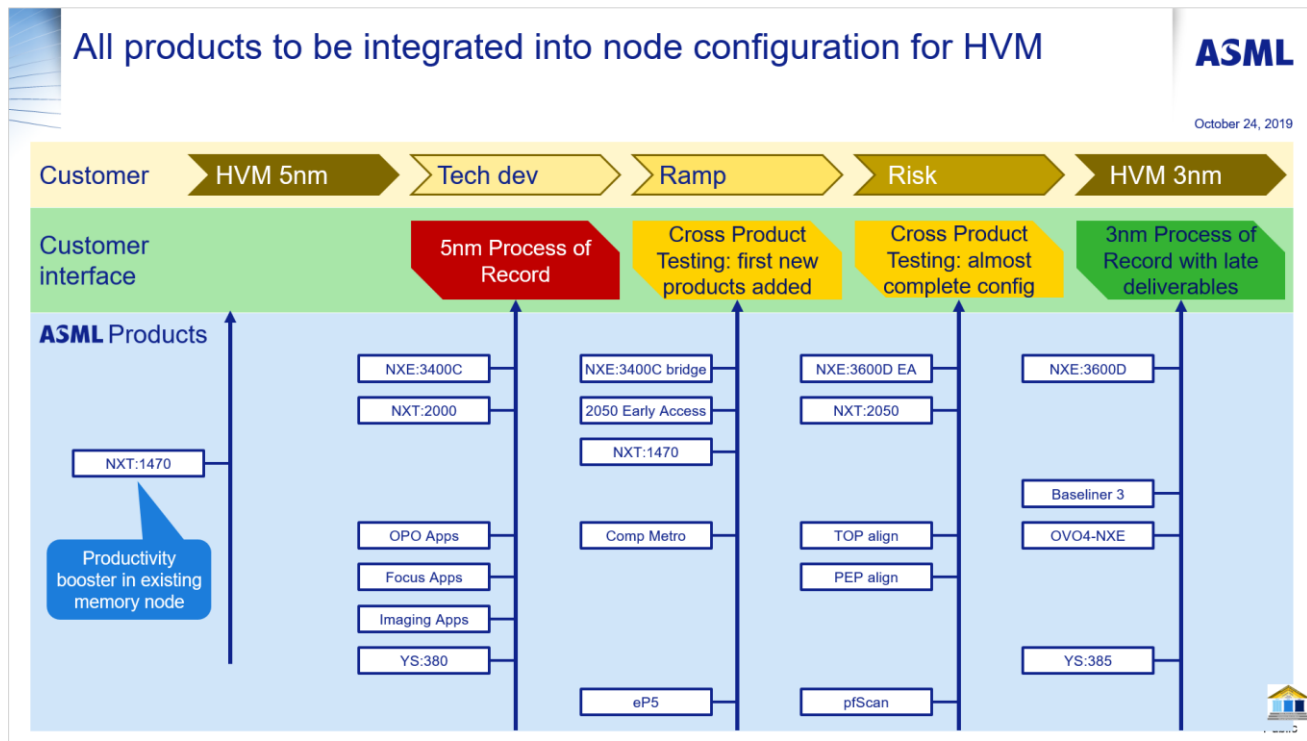 All products to be integrated into node configuration for HVM
ASML
October 24, 2019
Customer
HVM 5nm
Tech dev
Ramp
Risk
HVM 3nm
Customer
interface
5nm Process of
Record
Cross Product
Testing: first new
products added
Cross Product
Testing: almost
complete config
3nm Process of
Record with late
deliverables
ASML Products
NXT:1470
Productivity
booster in existing
memory node
NXE:3400C
NXT:2000
OPO Apps
Focus Apps
Imaging Apps
YS:380
NXE:3400C bridge
2050 Early Access
NXT:1470
Comp Metro
eP5
NXE:3600D EA
NXT:2050
TOP align
PEP align
pfScan
NXE:3600D
Baseliner 3
OVO4-NXE
YS:385